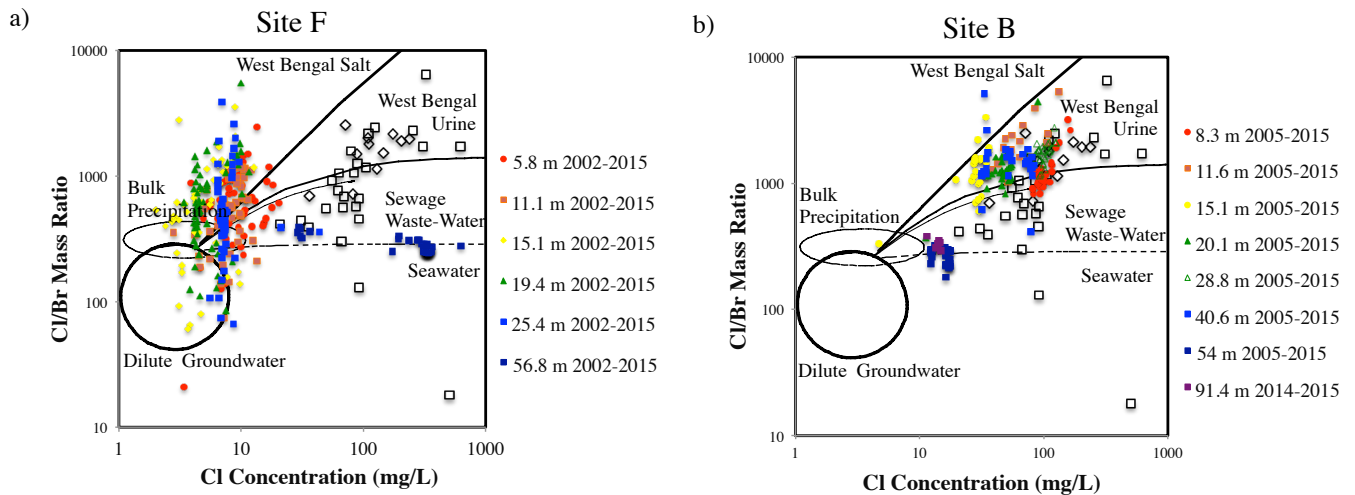 a)
Site F
10000
1000
100
10
1
10
100
1000
Cl/Br Mass Ratio
Cl Concentration (mg/L)
West Bengal Salt
West Bengal
Urine
Bulk
Precipitation
Sewage
Waste-Water
Seawater
Dilute Groundwater
5.8 m 2002-2015
11.1 m 2002-2015
15.1 m 2002-2015
19.4 m 2002-2015
25.4 m 2002-2015
56.8 m 2002-2015
b)
Site B
10000
1000
100
10
1
10
100
1000
Cl/Br Mass Ratio
Cl Concentration (mg/L)
West Bengal Salt
West Bengal
Urine
Bulk
Precipitation
Sewage
Waste-Water
Seawater
Dilute Groundwater
8.3 m 2005-2015
11.6 m 2005-2015
15.1 m 2005-2015
20.1 m 2005-2015
28.8 m 2005-2015
40.6 m 2005-2015
54 m 2005-2015
91.4 m 2014-2015